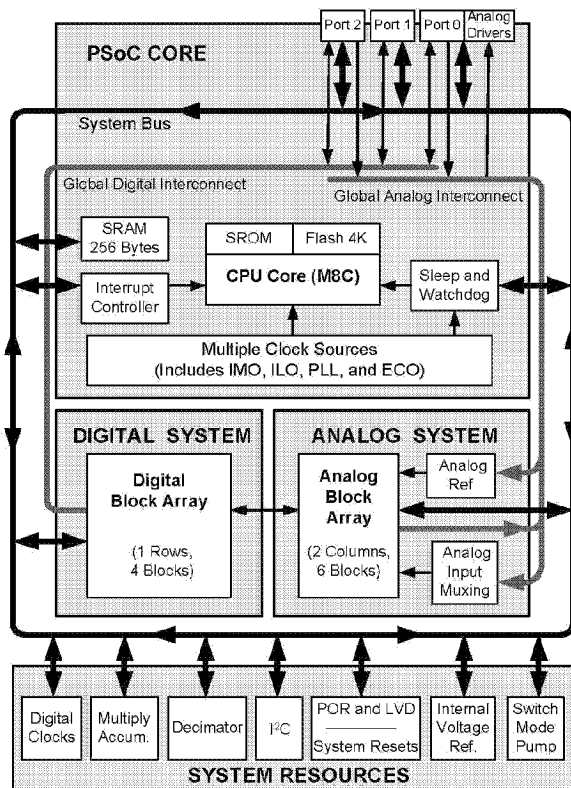 Port 2
Port 1
Port 0
Analog
Drivers
PSoC CORE
System Bus
Global Digital Interconnect
Global Analog Interconnect
SRAM
256 Bytes
SROM
Flash 4K
CPU Core (M8C)
Interrupt
Controller
Sleep and
Watchdog
Multiple Clock Sources
(Includes IMO, ILO, PLL, and ECO)
DIGITAL SYSTEM
Digital
Block Array
(1 Rows,
4 Blocks)
ANALOG SYSTEM
Analog
Block
Array
(2 Columns,
6 Blocks)
Analog
Ref
Analog
Input
Muxing
Digital
Clocks
Multiply
Accum.
Decimator
I²C
POR and LVD
System Resets
Internal
Voltage
Ref.
Switch
Mode
Pump
SYSTEM RESOURCES